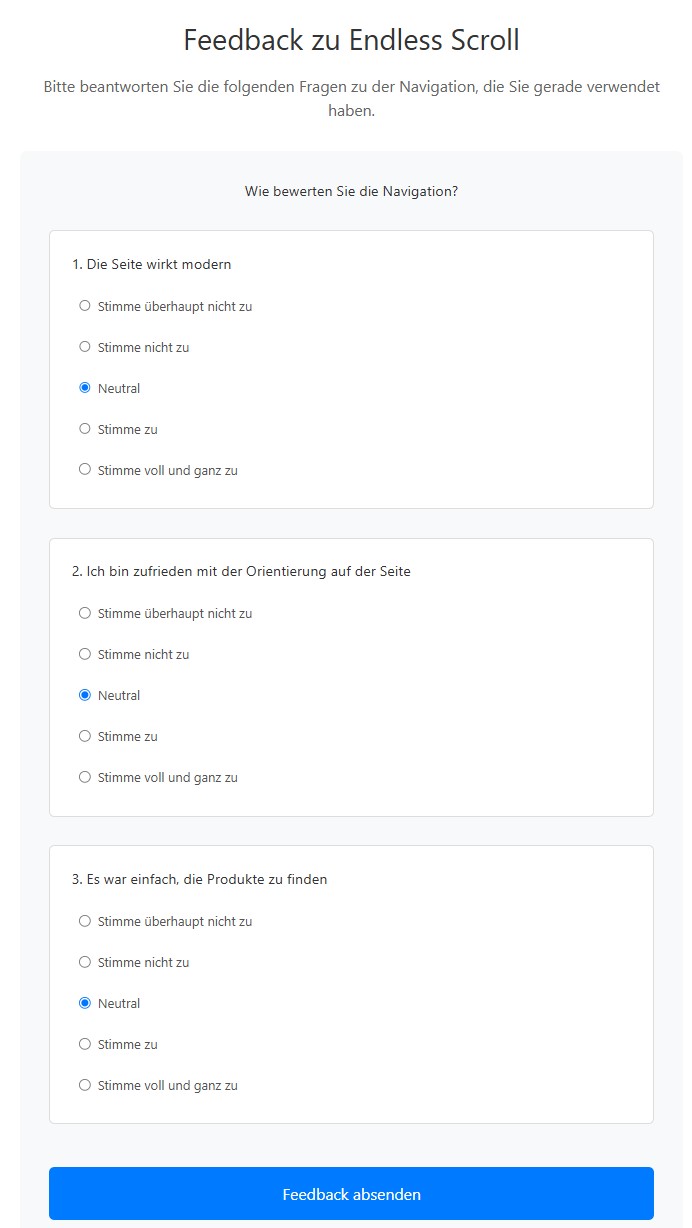 Feedback zu Endless Scroll
Bitte beantworten Sie die folgenden Fragen zu der Navigation, die Sie gerade verwendet
haben.
Wie bewerten Sie die Navigation?
1. Die Seite wirkt modern
Stimme überhaupt nicht zu
Stimme nicht zu
Neutral
Stimme zu
Stimme voll und ganz zu
2. Ich bin zufrieden mit der Orientierung auf der Seite
Stimme überhaupt nicht zu
Stimme nicht zu
Neutral
Stimme zu
Stimme voll und ganz zu
3. Es war einfach, die Produkte zu finden
Stimme überhaupt nicht zu
Stimme nicht zu
Neutral
Stimme zu
Stimme voll und ganz zu
Feedback absenden